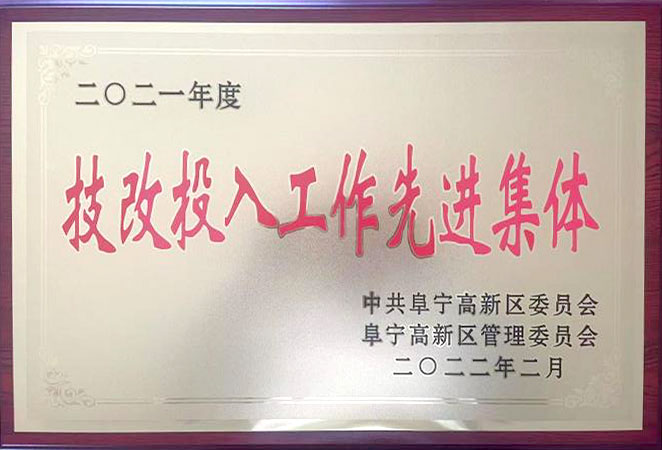 二〇二一年度
技改投入工作先进集体
中共阜宁高新区委员会
阜宁高新区管理委员会
二〇二二年二月